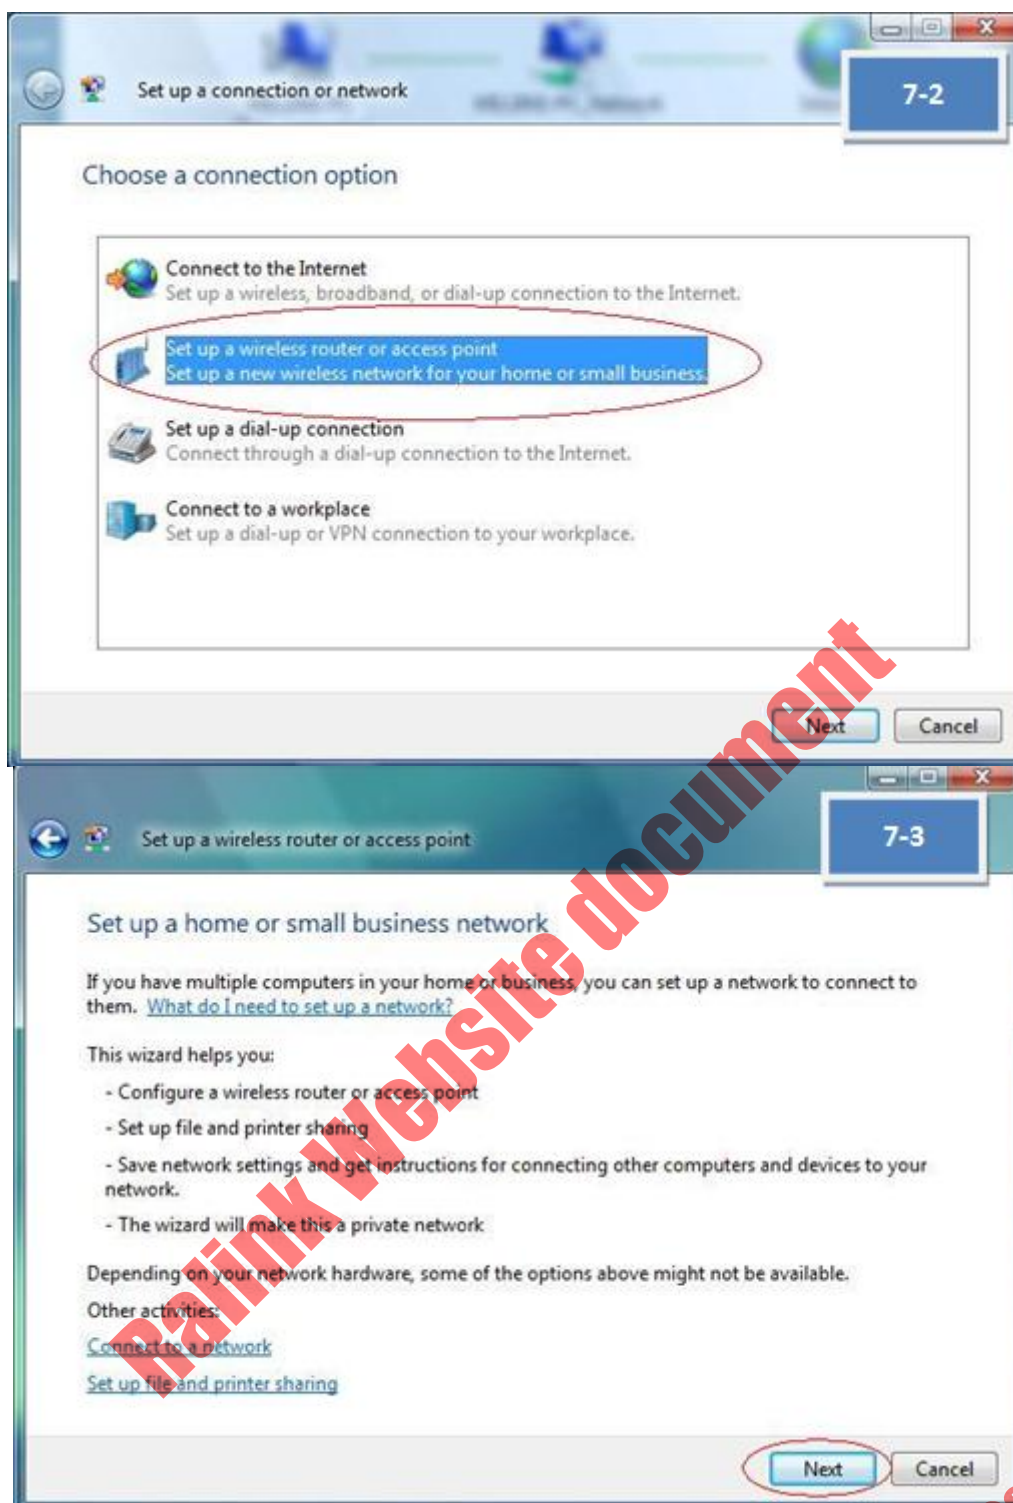 Set up a connection or network
7-2
Choose a connection option
Connect to the Internet
Set up a wireless, broadband, or dial-up connection to the Internet.
Set up a wireless router or access point
Set up a new wireless network for your home or small business.
Set up a dial-up connection
Connect through a dial-up connection to the Internet.
Connect to a workplace
Set up a dial-up or VPN connection to your workplace.
Next
Cancel
Set up a wireless router or access point
7-3
Set up a home or small business network
If you have multiple computers in your home or business, you can set up a network to connect to
them. What do I need to set up a network?
This wizard helps you:
- Configure a wireless router or access point
- Set up file and printer sharing
- Save network settings and get instructions for connecting other computers and devices to your
network.
- The wizard will make this a private network
Depending on your network hardware, some of the options above might not be available.
Other activities:
Connect to a network
Set up file and printer sharing
Next
Cancel
Ralink Website document